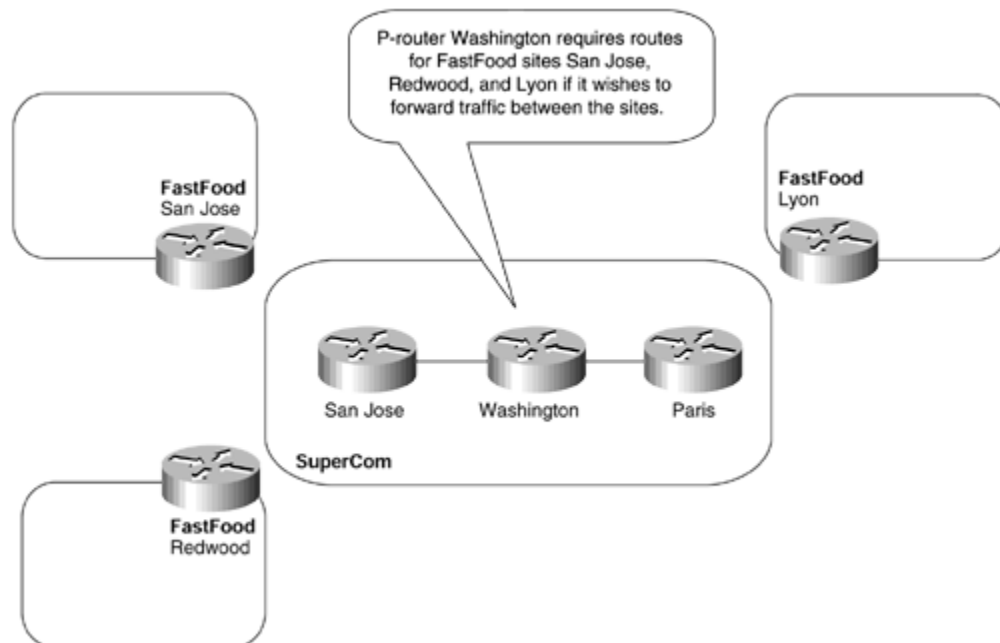 P-router Washington requires routes
for FastFood sites San Jose,
Redwood, and Lyon if it wishes to
forward traffic between the sites.
FastFood
San Jose
FastFood
Lyon
San Jose
Washington
Paris
SuperCom
FastFood
Redwood